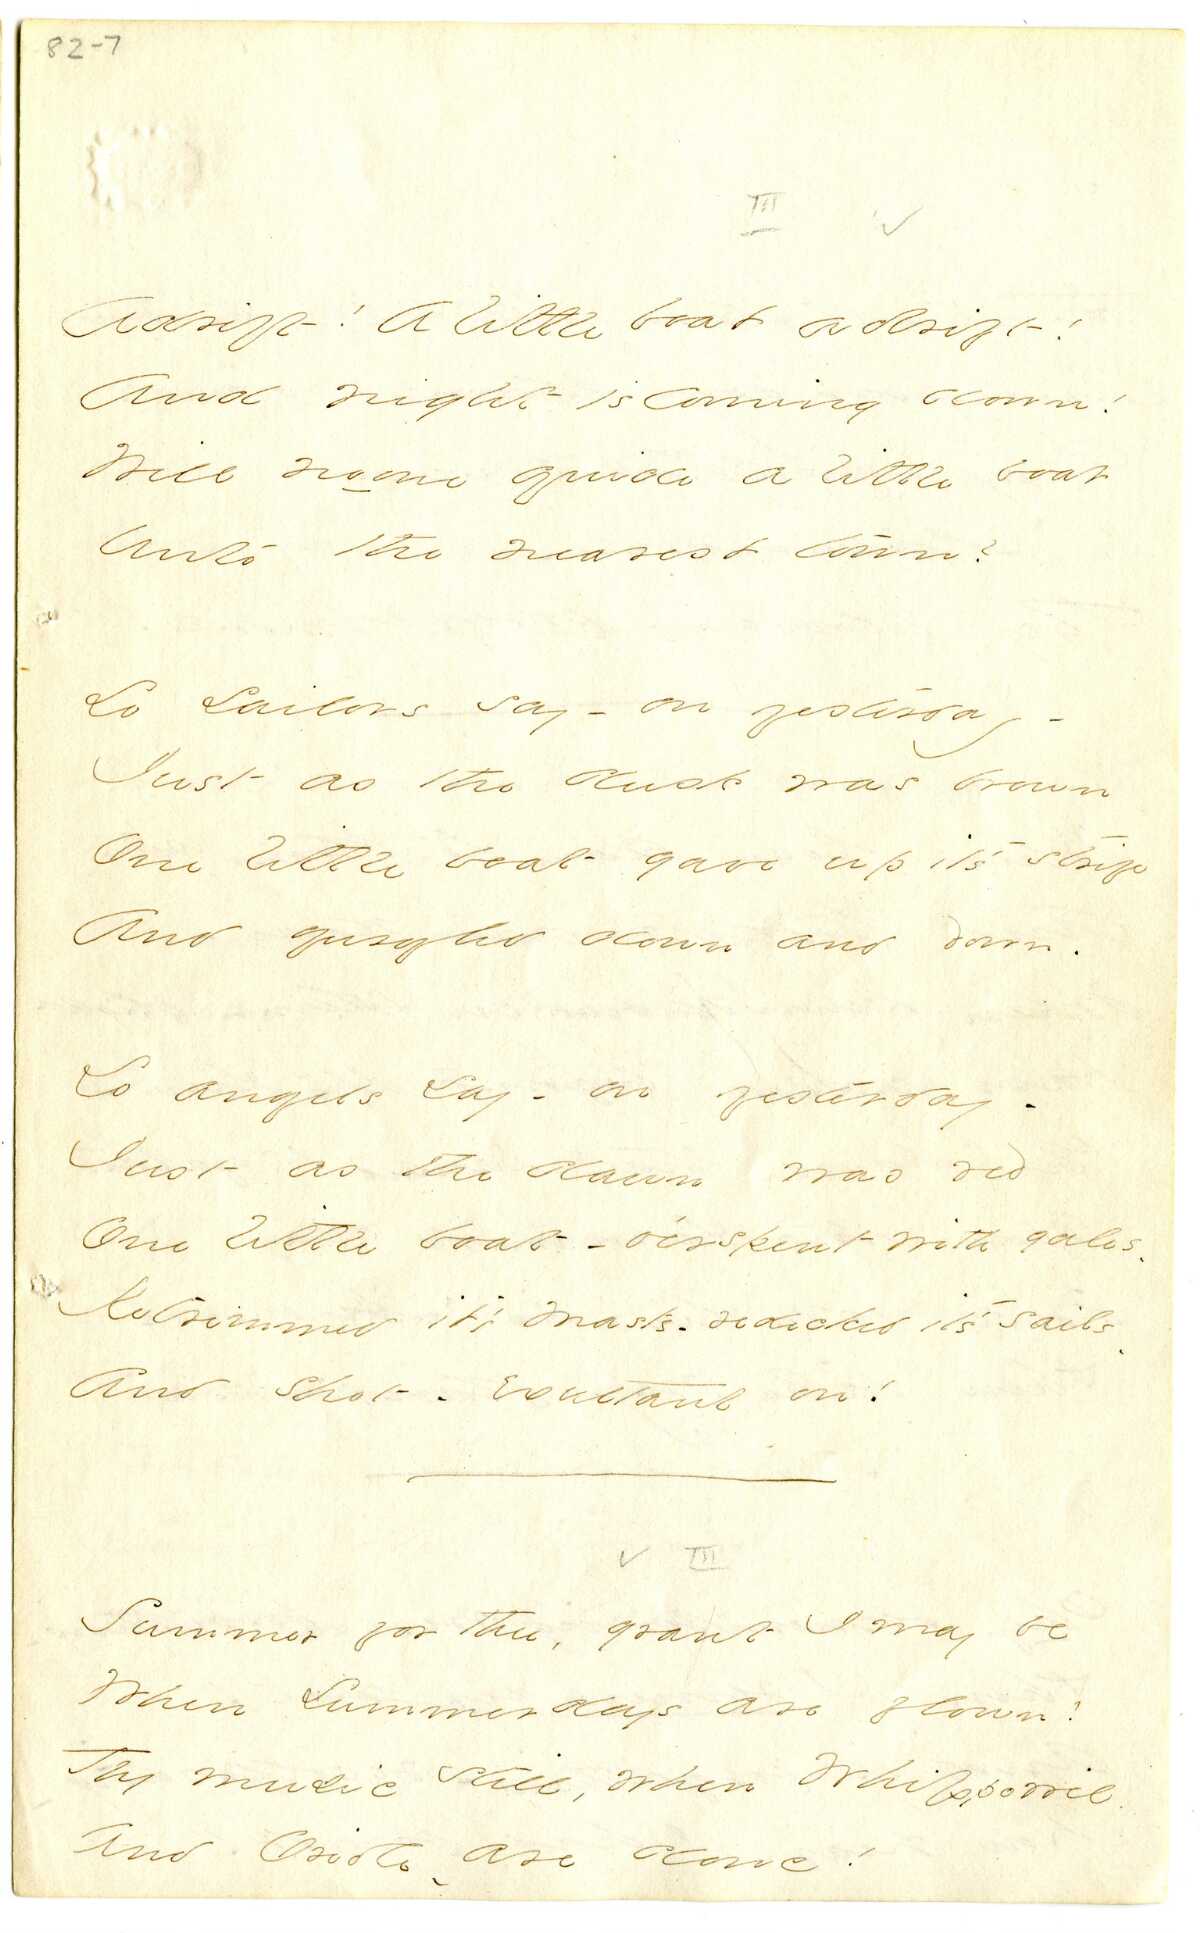 82-7
III ✓
Adrift! A little boat adrift!
And night is coming down!
Will no one guide a little boat
Unto the nearest town?
So sailors say - on yesterday -
Just as the dusk was brown
One little boat gave up it's strife
And gurgled down and down.
So angels say - on yesterday -
Just as the dawn was red
One little boat - o'erspent with gales -
Retrimmed it's masts - redecked it's sails -
And shot - exultant on!
✓ III
Summer for thee, grant I may be
When Summer days are flown!
Thy music still, when Whippowil
And Oriole - are done!